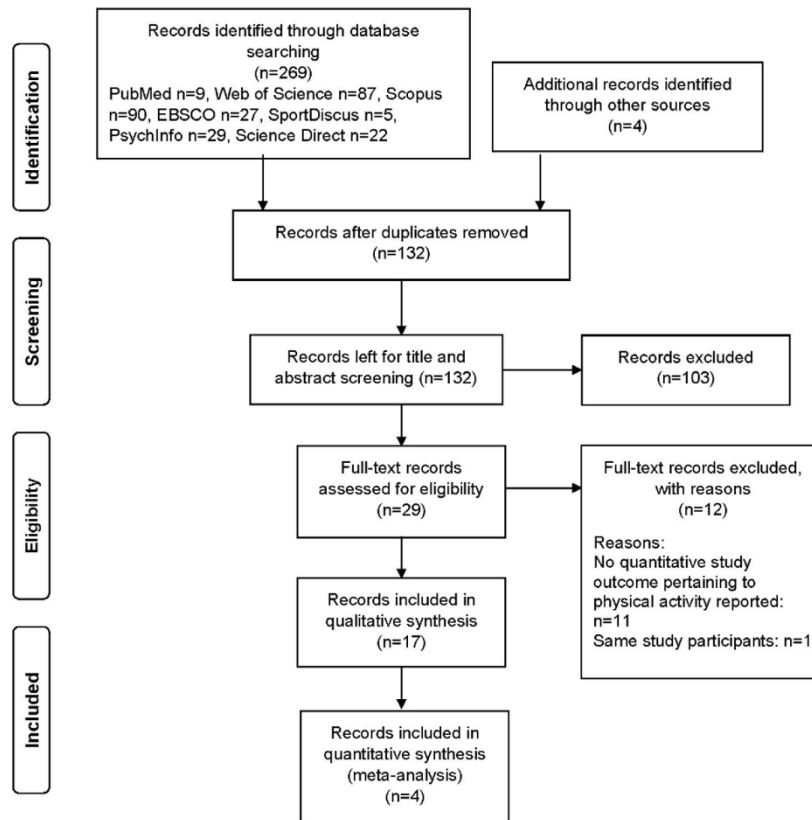 Identification
Records identified through database
searching
(n=269)
PubMed n=9, Web of Science n=87, Scopus
n=90, EBSCO n=27, SportDiscus n=5,
PsychInfo n=29, Science Direct n=22
Additional records identified
through other sources
(n=4)
Records after duplicates removed
(n=132)
Screening
Records left for title and
abstract screening (n=132)
Records excluded
(n=103)
Eligibility
Full-text records
assessed for eligibility
(n=29)
Full-text records excluded,
with reasons
(n=12)
Reasons:
No quantitative study
outcome pertaining to
physical activity reported:
n=11
Same study participants: n=1
Records included in
qualitative synthesis
(n=17)
Included
Records included in
quantitative synthesis
(meta-analysis)
(n=4)